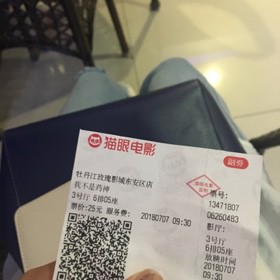 猫眼电影
副券
牡丹江玫瑰影城东安区店
我不是药神
3号厅 6排05座
票价:25元 服务费:
20180707 09:30
票号:
13471807
06260483
影厅:
3号厅
6排05座
放映时间
20180707
09:30